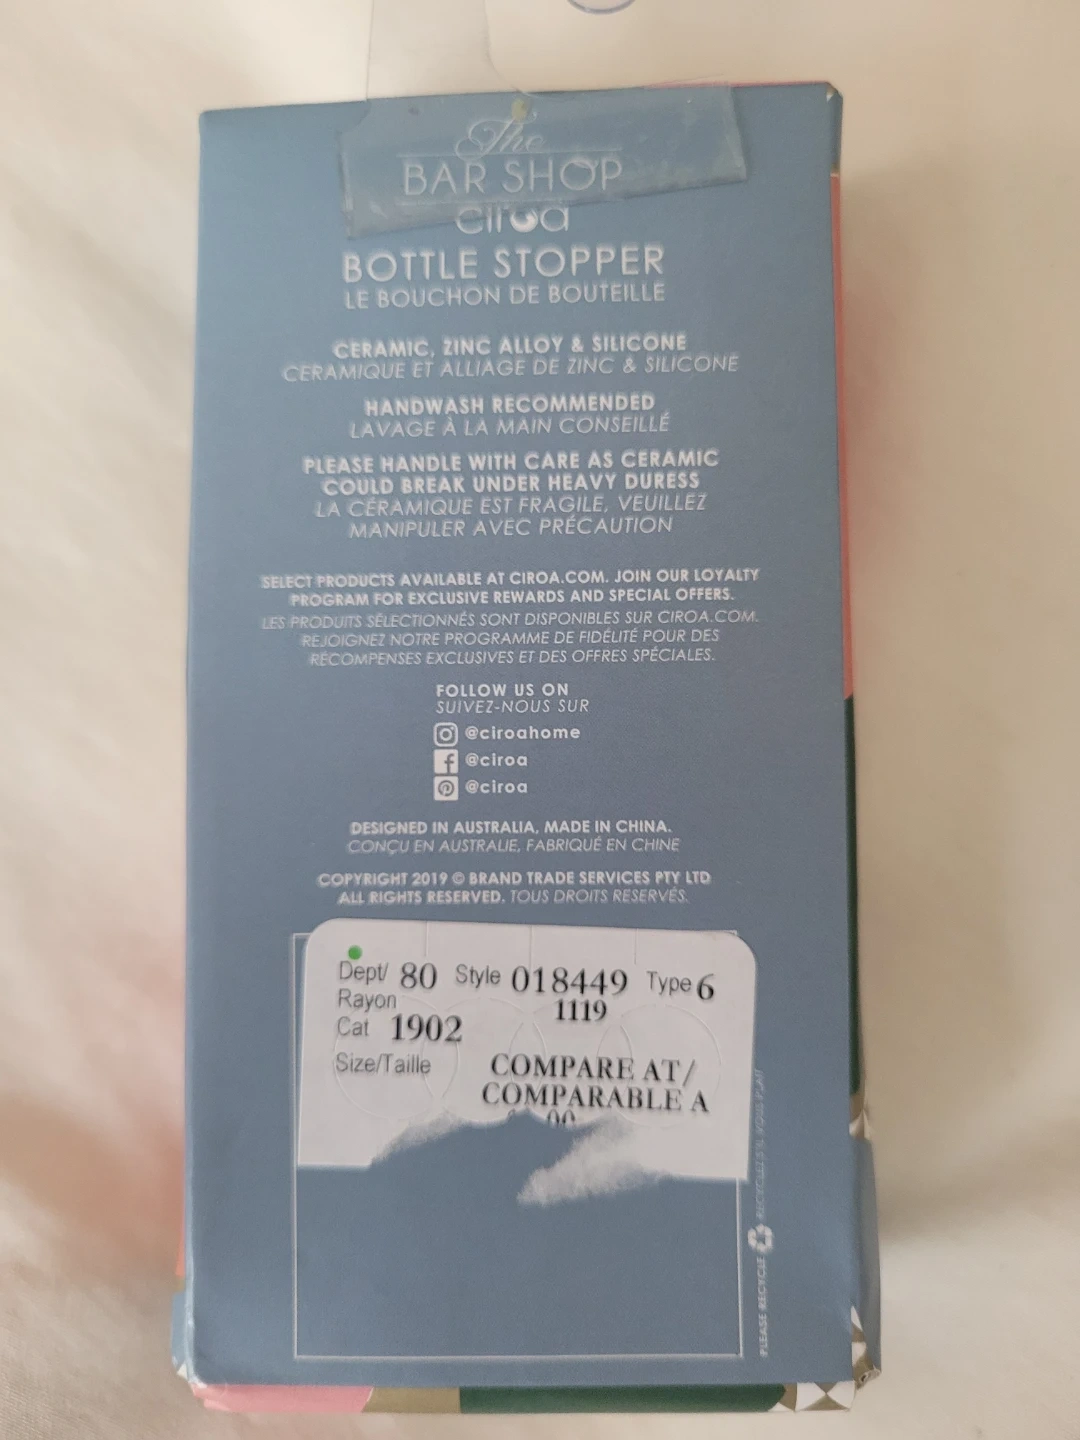 The
BAR SHOP
ciroa
BOTTLE STOPPER
LE BOUCHON DE BOUTEILLE
CERAMIC, ZINC ALLOY & SILICONE
CERAMIQUE ET ALLIAGE DE ZINC & SILICONE
HANDWASH RECOMMENDED
LAVAGE À LA MAIN CONSEILLÉ
PLEASE HANDLE WITH CARE AS CERAMIC
COULD BREAK UNDER HEAVY DURESS
LA CÉRAMIQUE EST FRAGILE, VEUILLEZ
MANIPULER AVEC PRÉCAUTION
SELECT PRODUCTS AVAILABLE AT CIROA.COM. JOIN OUR LOYALTY
PROGRAM FOR EXCLUSIVE REWARDS AND SPECIAL OFFERS.
LES PRODUITS SÉLECTIONNÉS SONT DISPONIBLES SUR CIROA.COM.
REJOIGNEZ NOTRE PROGRAMME DE FIDÉLITÉ POUR DES
RÉCOMPENSES EXCLUSIVES ET DES OFFRES SPÉCIALES.
FOLLOW US ON
SUIVEZ-NOUS SUR
@ciroahome
@ciroa
@ciroa
DESIGNED IN AUSTRALIA, MADE IN CHINA.
CONÇU EN AUSTRALIE, FABRIQUÉ EN CHINE
COPYRIGHT 2019 © BRAND TRADE SERVICES PTY LTD
ALL RIGHTS RESERVED. TOUS DROITS RESERVÉS.
Dept/ 80 Style 018449 Type 6
Rayon 1119
Cat 1902
Size/Taille COMPARE AT/
COMPARABLE A
PLEASE RECYCLE RECYCLEZ S'IL VOUS PLAIT